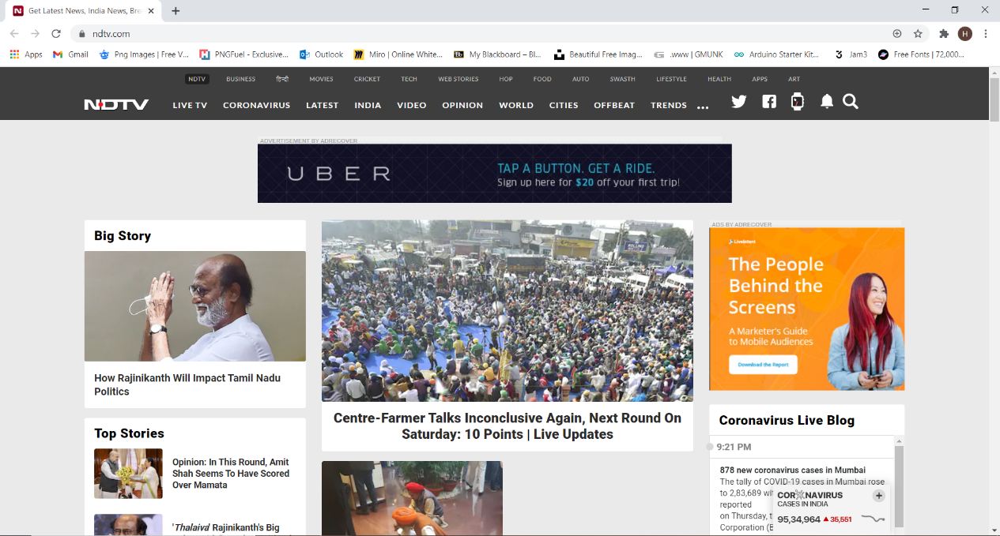 Get Latest News, India News, Bre
ndtv.com
H
Apps Gmail Png Images | Free V... PNGFuel - Exclusive... Outlook Miro | Online White... My Blackboard – Bl... Beautiful Free Imag... .www | GMUNK Arduino Starter Kit... Jam3 Free Fonts | 72,000...
NDTV BUSINESS हिन्दी MOVIES CRICKET TECH WEB STORIES HOP FOOD AUTO SWASTH LIFESTYLE HEALTH APPS ART
NDTV LIVE TV CORONAVIRUS LATEST INDIA VIDEO OPINION WORLD CITIES OFFBEAT TRENDS ...
ADVERTISEMENT BY ADRECOVER
UBER
TAP A BUTTON. GET A RIDE.
Sign up here for $20 off your first trip!
Big Story
How Rajinikanth Will Impact Tamil Nadu
Politics
Top Stories
Opinion: In This Round, Amit
Shah Seems To Have Scored
Over Mamata
'Thalaiva' Rajinikanth's Big
Centre-Farmer Talks Inconclusive Again, Next Round On
Saturday: 10 Points | Live Updates
ADS BY ADRECOVER
LiveIntent
The People
Behind the
Screens
A Marketer's Guide
to Mobile Audiences
Download the Report
Coronavirus Live Blog
9:21 PM
878 new coronavirus cases in Mumbai
The tally of COVID-19 cases in Mumbai rose
to 2,83,689 wit
reported
on Thursday, t
Corporation (B
CORONAVIRUS
CASES IN INDIA
95,34,964 ▲35,551